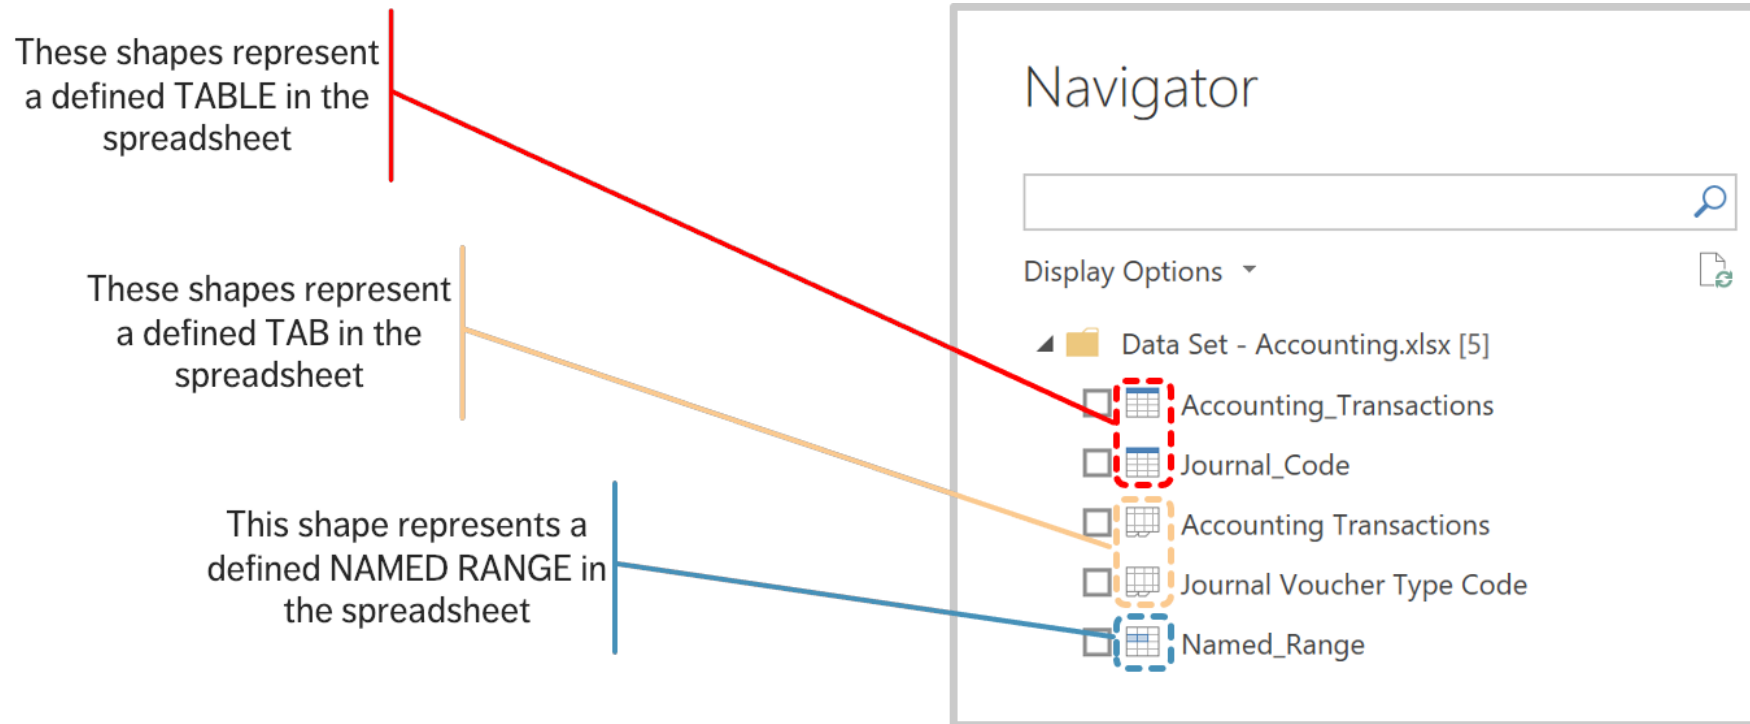 These shapes represent
a defined TABLE in the
spreadsheet
These shapes represent
a defined TAB in the
spreadsheet
This shape represents a
defined NAMED RANGE in
the spreadsheet
Navigator
Display Options
Data Set - Accounting.xlsx [5]
Accounting_Transactions
Journal_Code
Accounting Transactions
Journal Voucher Type Code
Named_Range